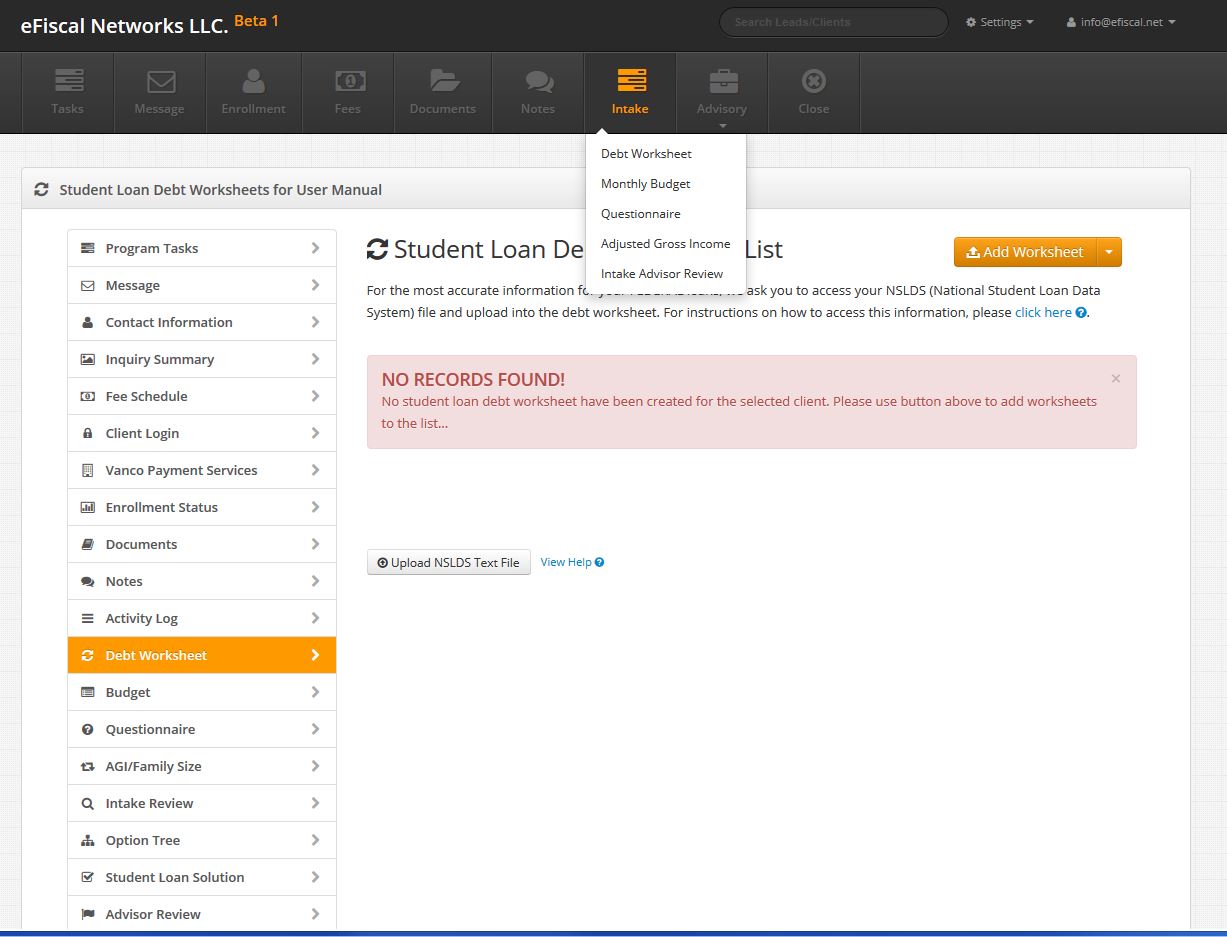 eFiscal Networks LLC. Beta 1
Search Leads/Clients
Settings
info@efiscal.net
Tasks
Message
Enrollment
Fees
Documents
Notes
Intake
Advisory
Close
Debt Worksheet
Monthly Budget
Questionnaire
Adjusted Gross Income
Intake Advisor Review
Student Loan Debt Worksheets for User Manual
Program Tasks
Message
Contact Information
Inquiry Summary
Fee Schedule
Client Login
Vanco Payment Services
Enrollment Status
Documents
Notes
Activity Log
Debt Worksheet
Budget
Questionnaire
AGI/Family Size
Intake Review
Option Tree
Student Loan Solution
Advisor Review
Student Loan De List
Add Worksheet
For the most accurate information for your FEDERAL loans, we ask you to access your NSLDS (National Student Loan Data
System) file and upload into the debt worksheet. For instructions on how to access this information, please click here.
NO RECORDS FOUND!
×
No student loan debt worksheet have been created for the selected client. Please use button above to add worksheets
to the list...
Upload NSLDS Text File
View Help